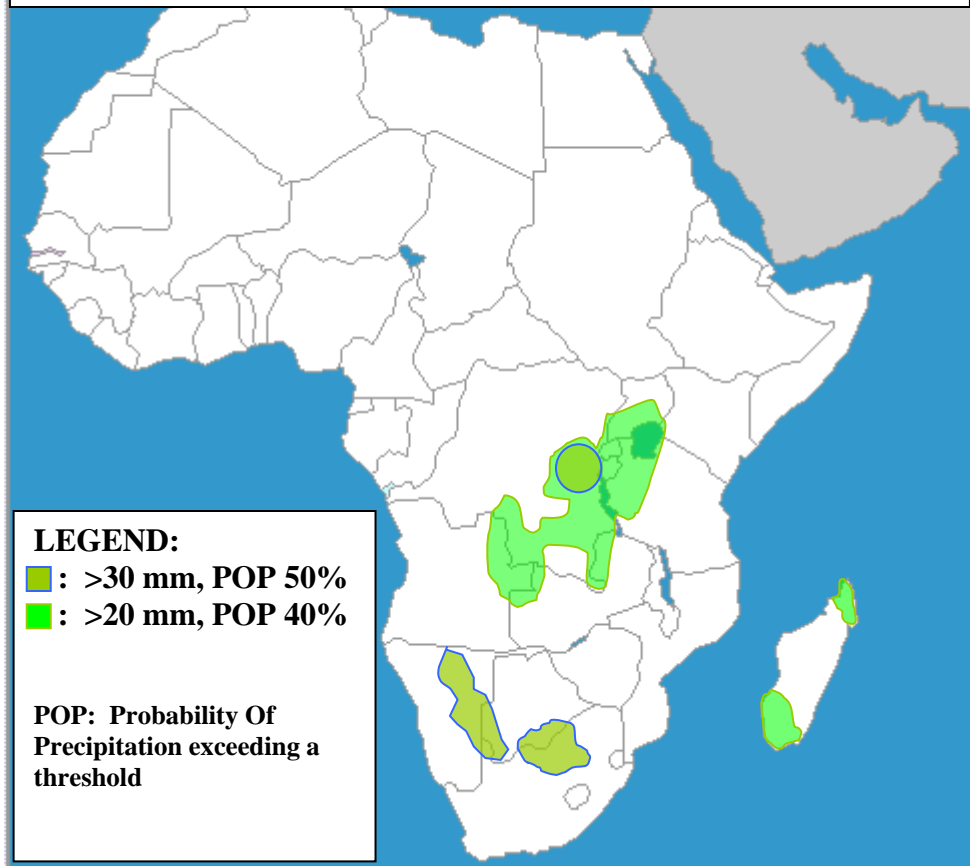 LEGEND:
: >30 mm, POP 50%
: >20 mm, POP 40%
POP: Probability Of
Precipitation exceeding a
threshold